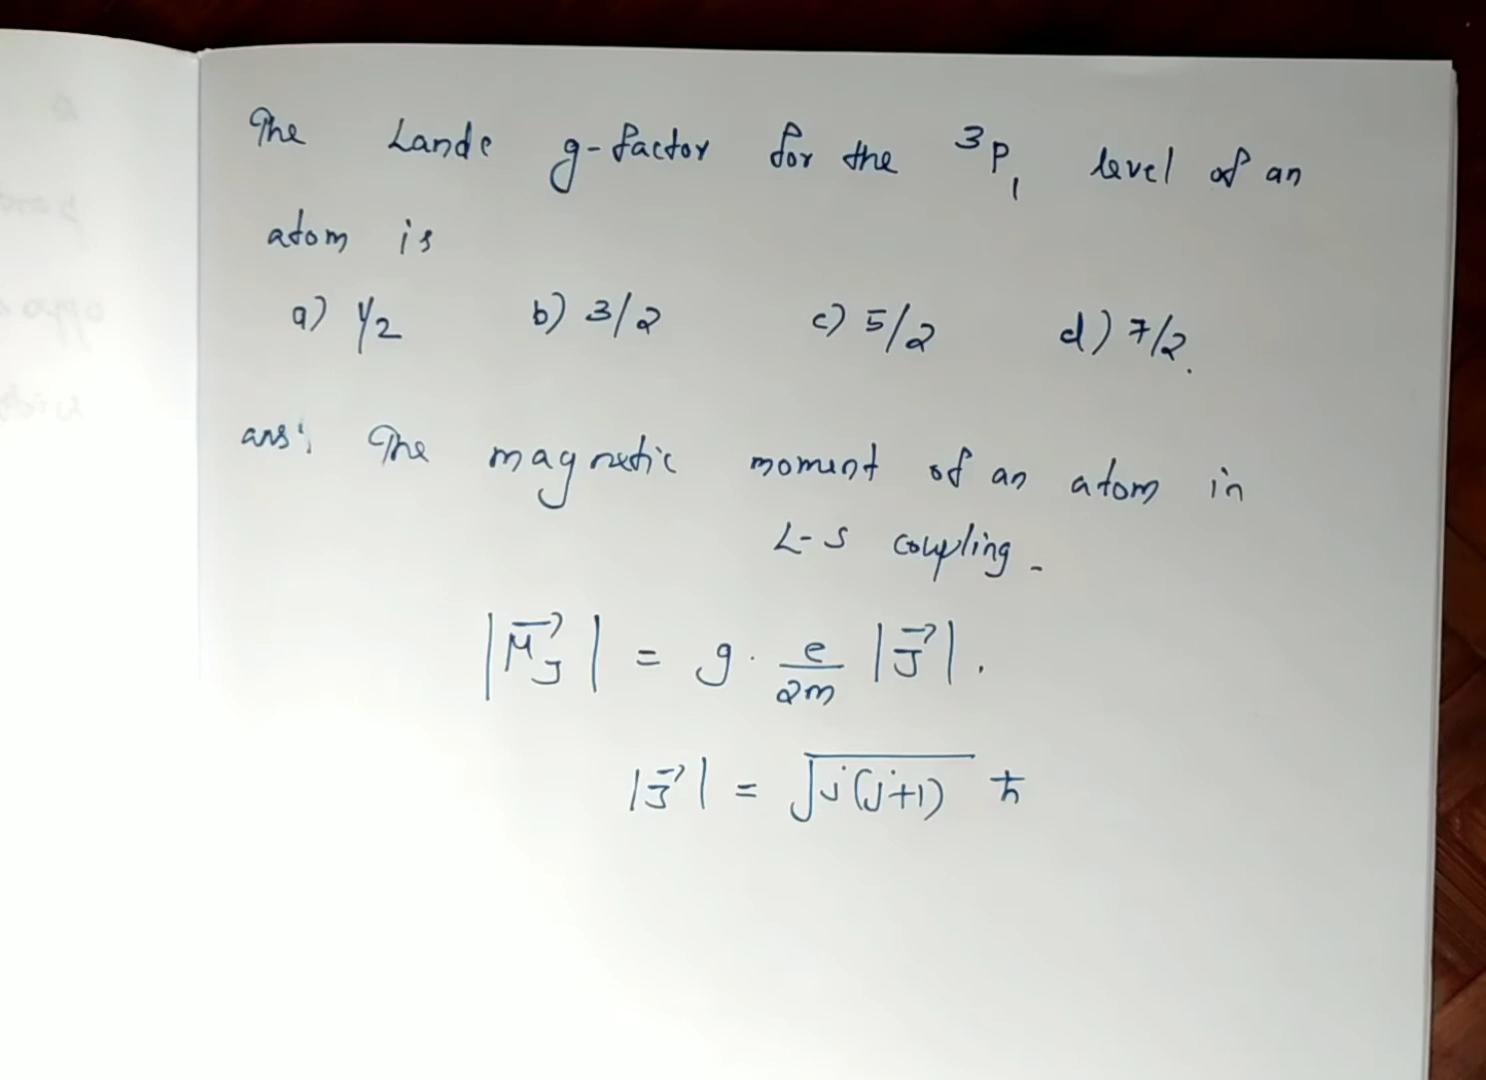 The Lande g-factor for the ³P₁ level of an
atom is
a) 1/2 b) 3/2 c) 5/2 d) 7/2.
ans: The magnetic moment of an atom in
L-S coupling -
|μ⃗_J| = g · e/2m |J⃗|.
|J⃗| = √j(j+1) ħ